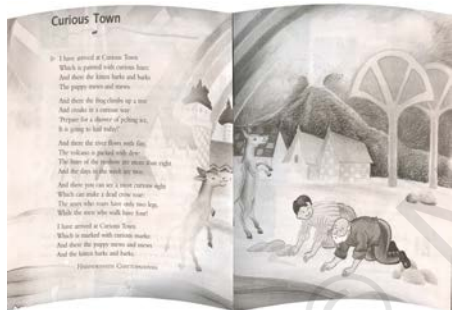 Curious Town
I have arrived at Curious Town
Which is painted with curious hues:
And there the kitten barks and barks
The puppy mews and mews.
And there the frog climbs up a tree
And croaks in a curious way
'Prepare for a shower of pelting ice,
It is going to hail today!'
And there the river flows with fire,
The volcano is packed with dew:
The hues of the rainbow are more than eight
And the days in the week are two.
And there you can see a most curious sight
Which can make a dead crow roar:
The asses who roam have only two legs,
While the men who walk have four!
I have arrived at Curious Town
Which is marked with curious marks:
And there the puppy mews and mews
And the kitten barks and barks.